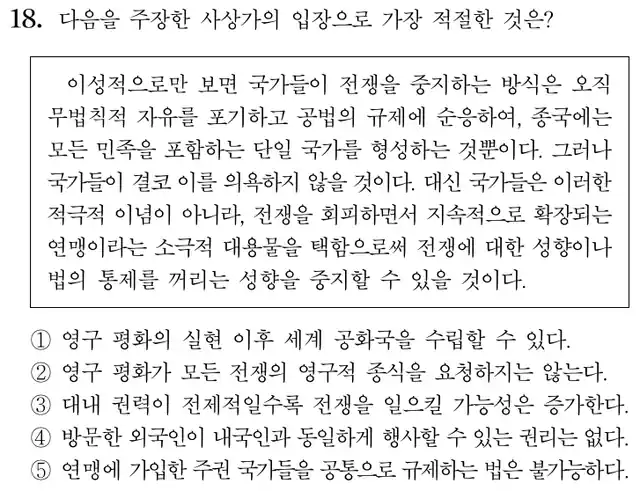 18. 다음을 주장한 사상가의 입장으로 가장 적절한 것은?
이성적으로만 보면 국가들이 전쟁을 중지하는 방식은 오직
무법칙적 자유를 포기하고 공법의 규제에 순응하여, 종국에는
모든 민족을 포함하는 단일 국가를 형성하는 것뿐이다. 그러나
국가들이 결코 이를 의욕하지 않을 것이다. 대신 국가들은 이러한
적극적 이념이 아니라, 전쟁을 회피하면서 지속적으로 확장되는
연맹이라는 소극적 대용물을 택함으로써 전쟁에 대한 성향이나
법의 통제를 꺼리는 성향을 중지할 수 있을 것이다.
① 영구 평화의 실현 이후 세계 공화국을 수립할 수 있다.
② 영구 평화가 모든 전쟁의 영구적 종식을 요청하지는 않는다.
③ 대내 권력이 전제적일수록 전쟁을 일으킬 가능성은 증가한다.
④ 방문한 외국인이 내국인과 동일하게 행사할 수 있는 권리는 없다.
⑤ 연맹에 가입한 주권 국가들을 공통으로 규제하는 법은 불가능하다.